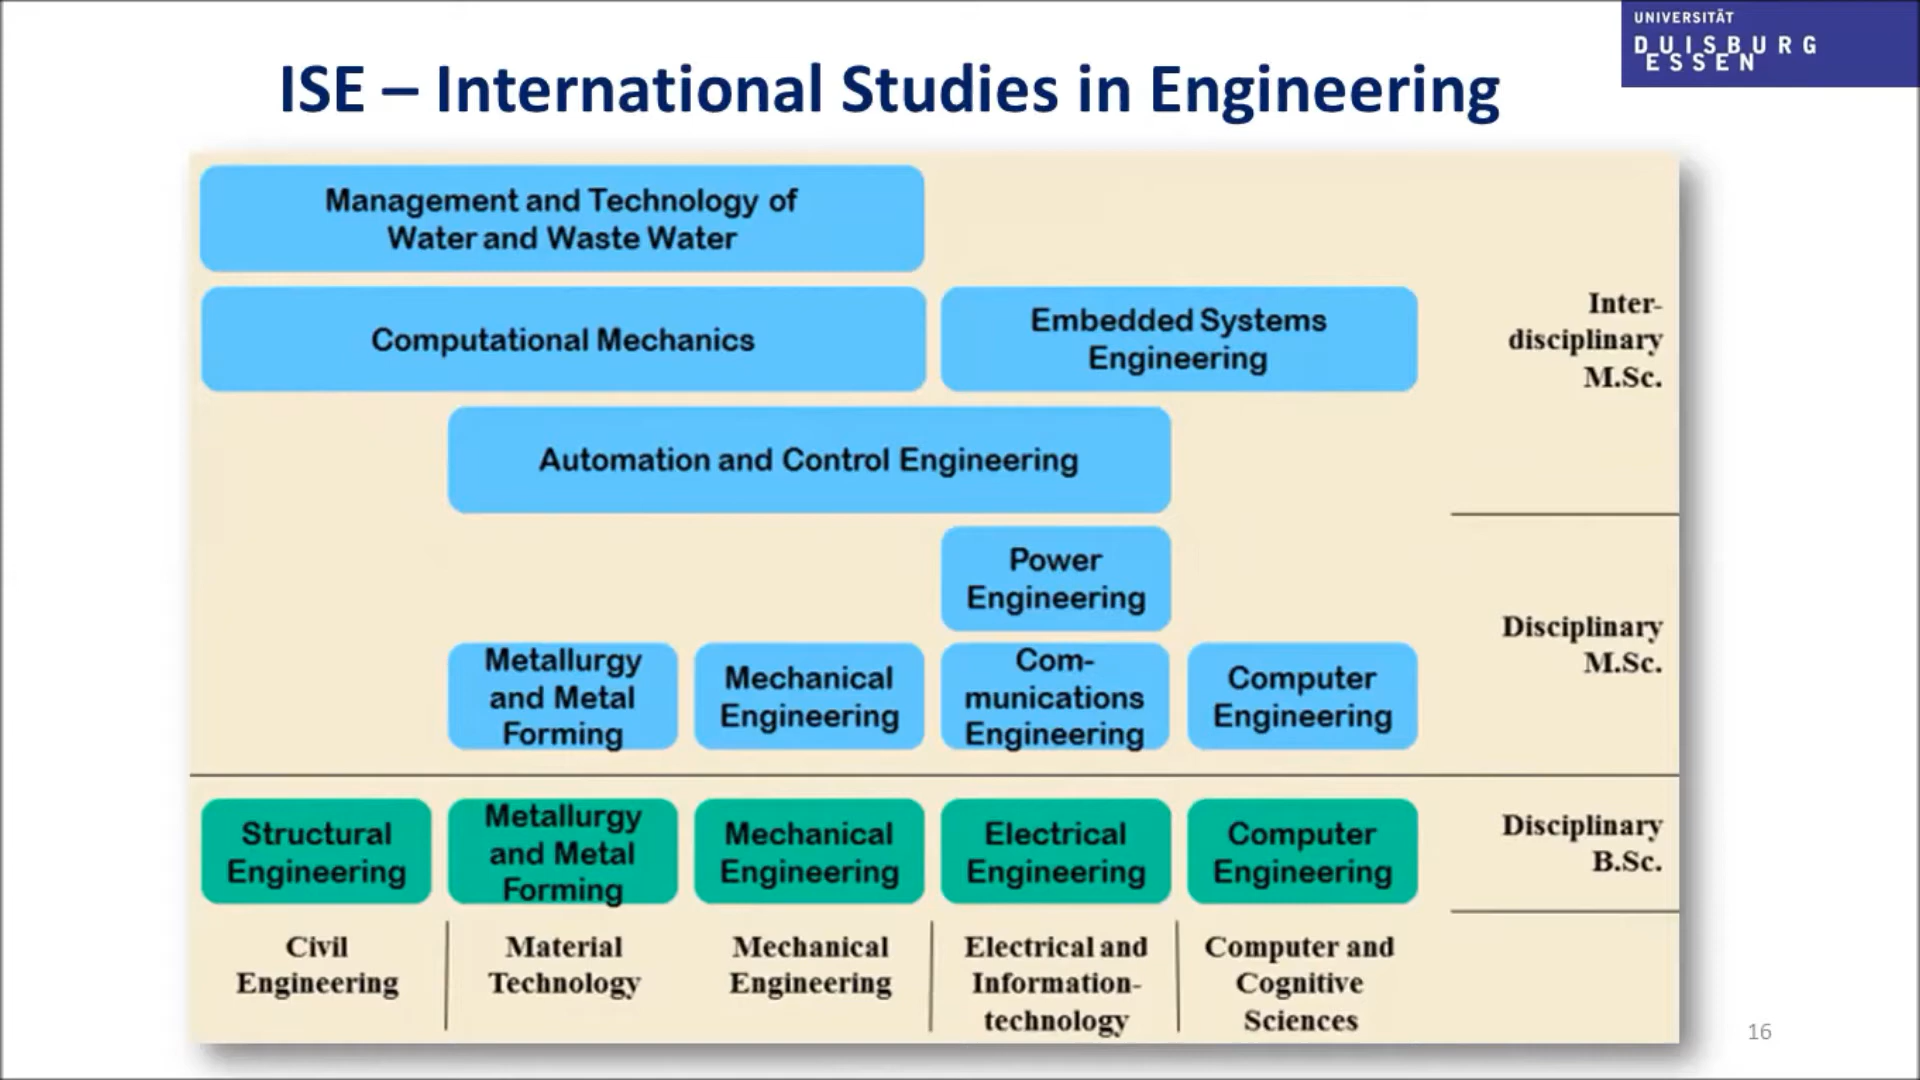 UNIVERSITÄT
DUISBURG
ESSEN
ISE – International Studies in Engineering
Management and Technology of
Water and Waste Water
Computational Mechanics
Embedded Systems
Engineering
Inter-
disciplinary
M.Sc.
Automation and Control Engineering
Power
Engineering
Disciplinary
M.Sc.
Metallurgy
and Metal
Forming
Mechanical
Engineering
Com-
munications
Engineering
Computer
Engineering
Structural
Engineering
Metallurgy
and Metal
Forming
Mechanical
Engineering
Electrical
Engineering
Computer
Engineering
Disciplinary
B.Sc.
Civil
Engineering
Material
Technology
Mechanical
Engineering
Electrical and
Information-
technology
Computer and
Cognitive
Sciences
16